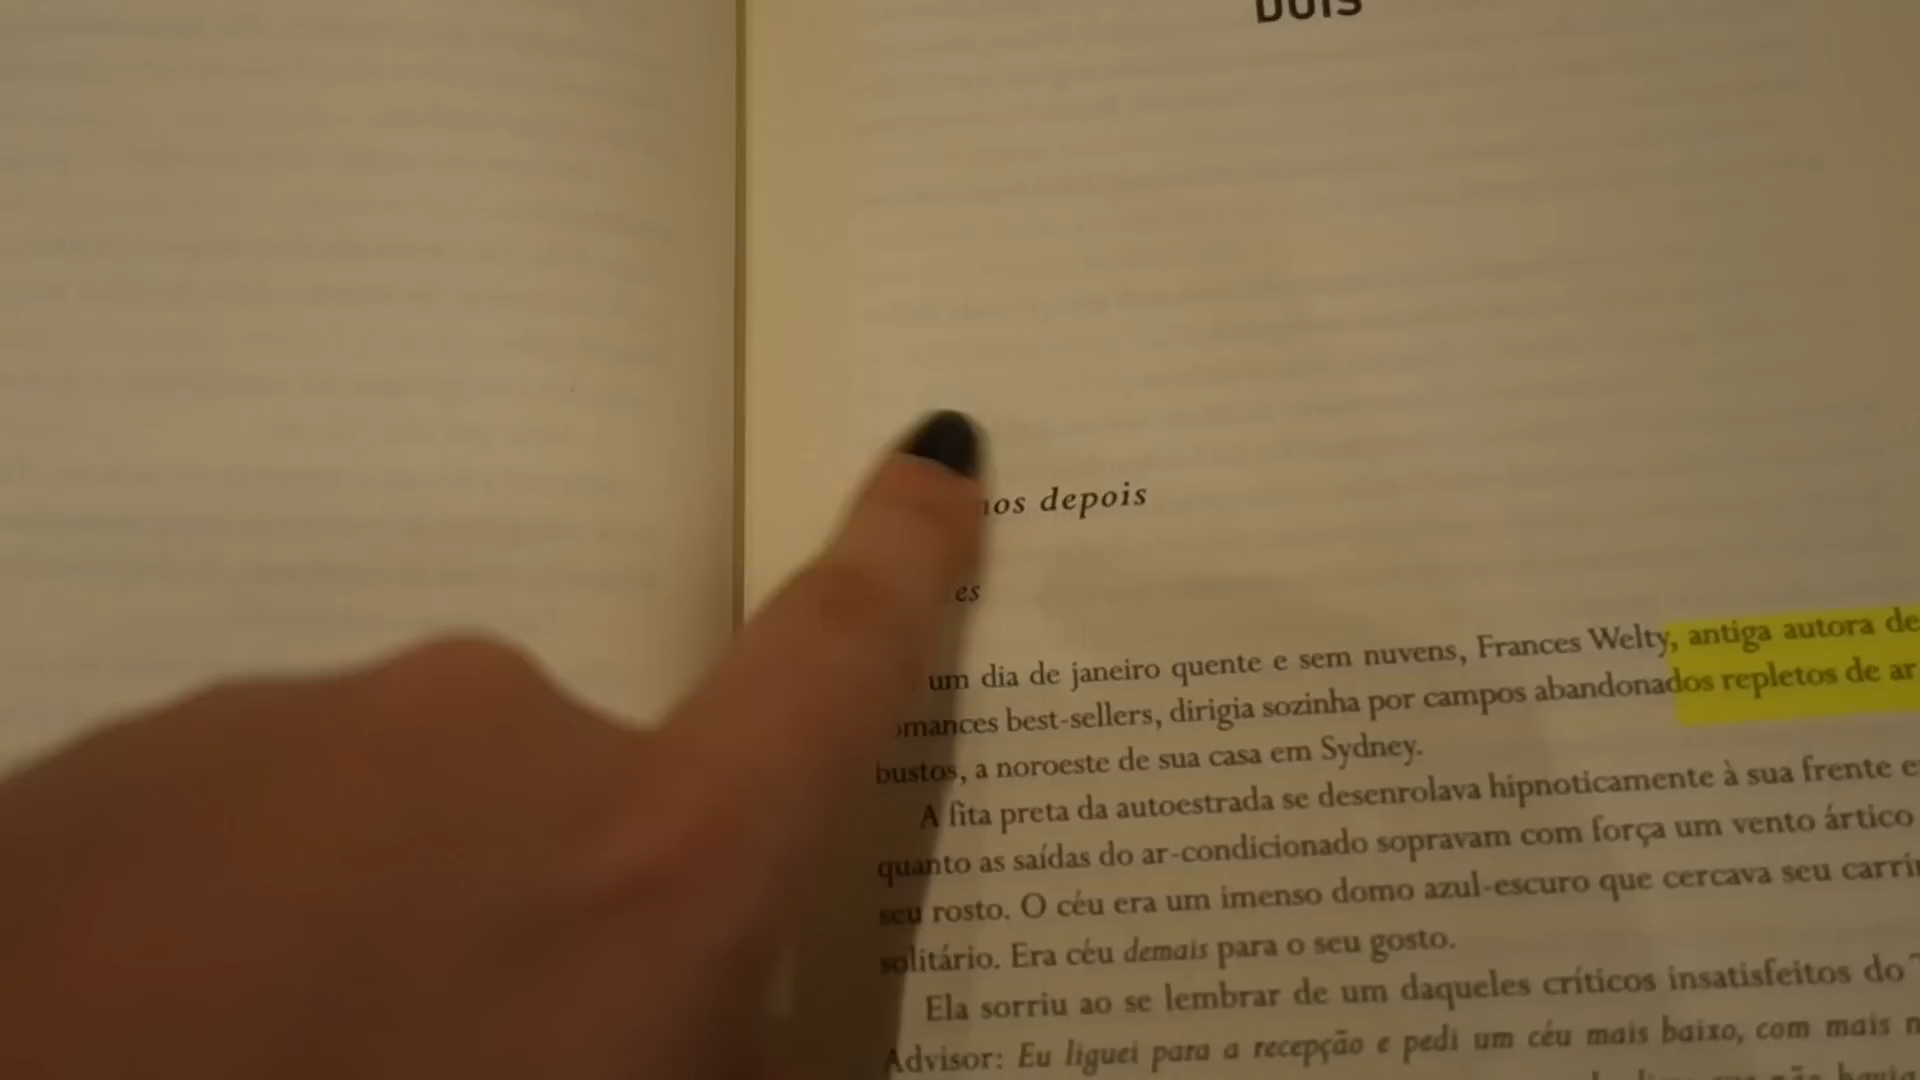 DOIS
nos depois
es
um dia de janeiro quente e sem nuvens, Frances Welty, antiga autora de
omances best-sellers, dirigia sozinha por campos abandonados repletos de ar
bustos, a noroeste de sua casa em Sydney.
A fita preta da autoestrada se desenrolava hipnoticamente à sua frente e
quanto as saídas do ar-condicionado sopravam com força um vento ártico
seu rosto. O céu era um imenso domo azul-escuro que cercava seu carrin
solitário. Era céu demais para o seu gosto.
Ela sorriu ao se lembrar de um daqueles críticos insatisfeitos do
Advisor: Eu liguei para a recepção e pedi um céu mais baixo, com mais n
não havia